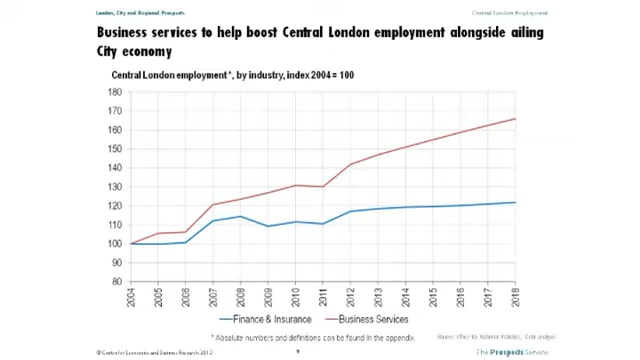 London, City and Regional Prospects
Central London Employment
Business services to help boost Central London employment alongside ailing
City economy
Central London employment*, by industry, index 2004 = 100
180
170
160
150
140
130
120
110
100
90
80
2004 2005 2006 2007 2008 2009 2010 2011 2012 2013 2014 2015 2016 2017 2018
Finance & Insurance Business Services
* Absolute numbers and definitions can be found in the appendix
Source: Office for National Statistics, Cebr analysis
© Centre for Economics and Business Research 2013
9
The Prospects Service